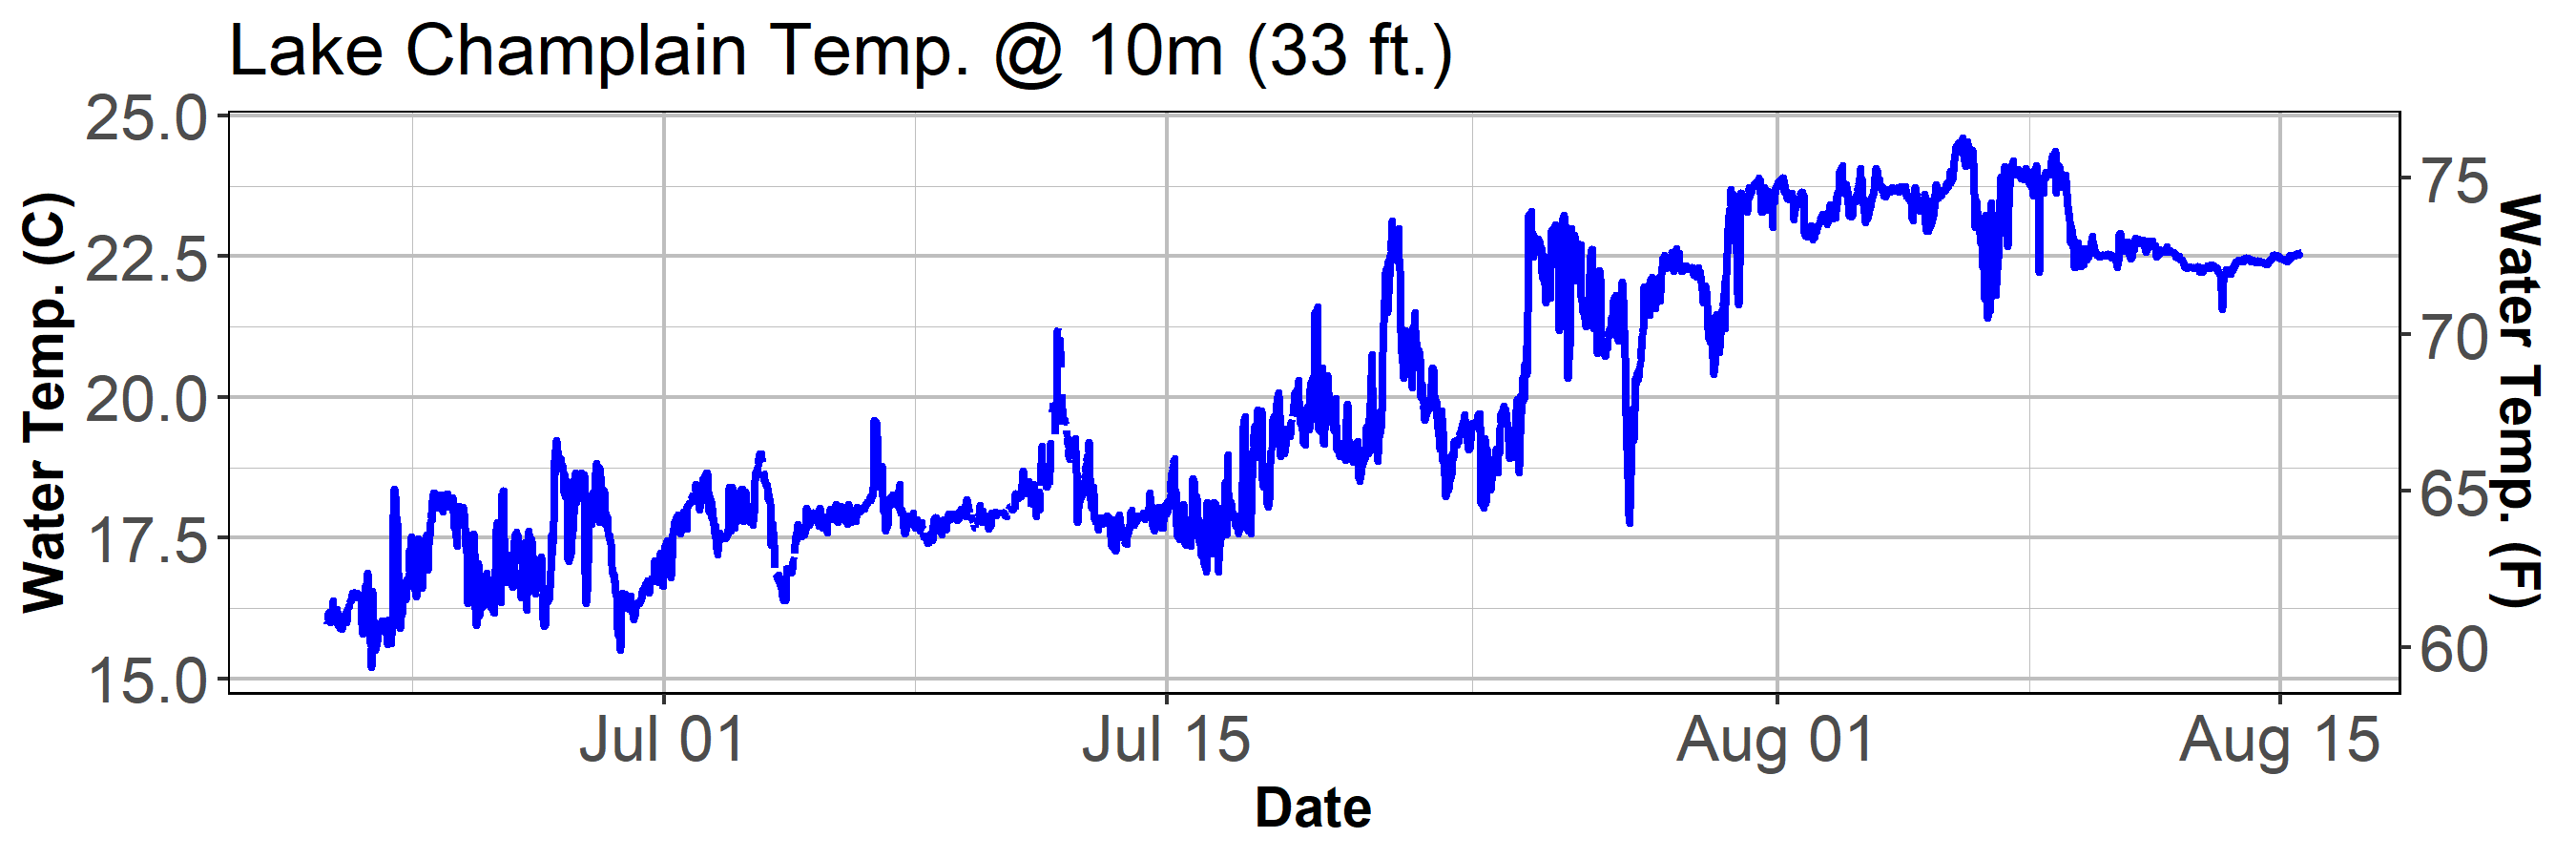 Lake Champlain Temp. @ 10m (33 ft.)
Water Temp. (C)
25.0
22.5
20.0
17.5
15.0
75
70
65
60
Water Temp. (F)
Jul 01
Jul 15
Aug 01
Aug 15
Date